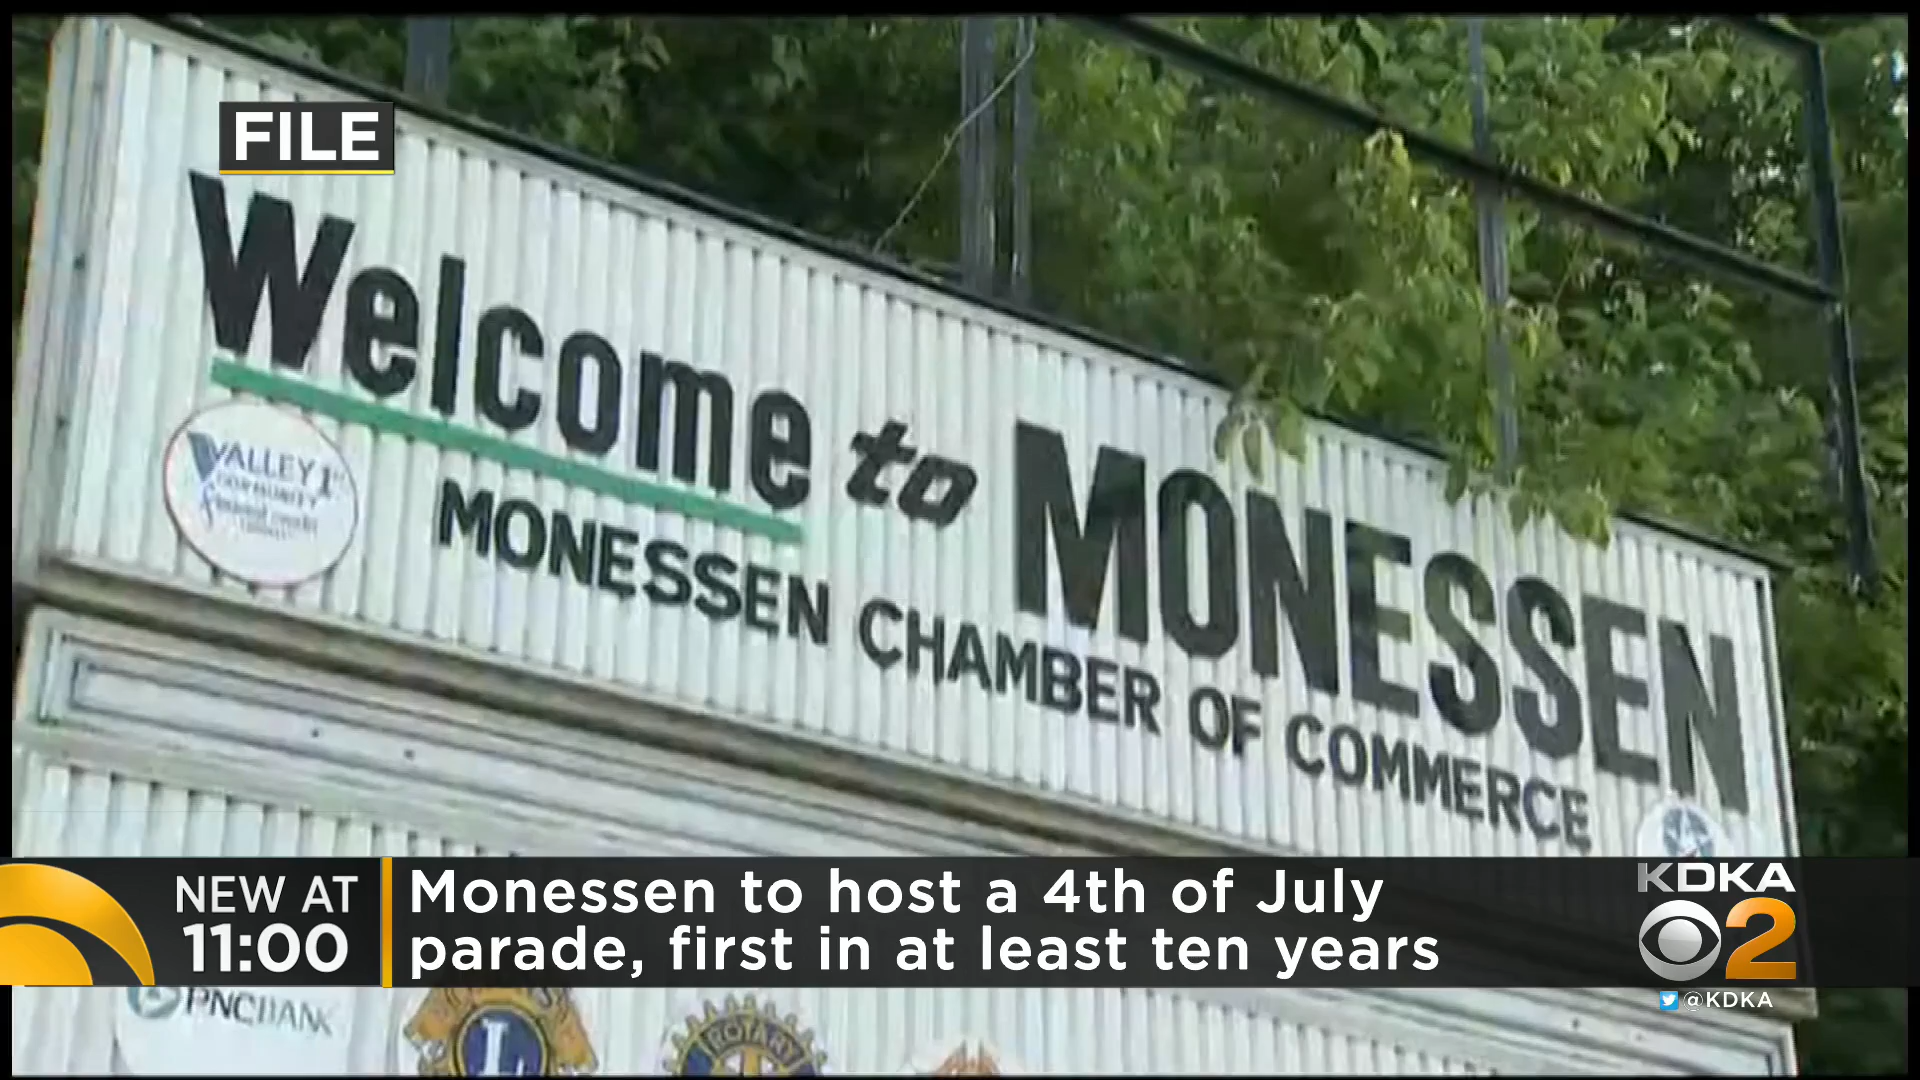 FILE
Welcome to MONESSEN
MONESSEN CHAMBER OF COMMERCE
VALLEY 1st
COMMUNITY
NEW AT
11:00
Monessen to host a 4th of July
parade, first in at least ten years
KDKA
2
@KDKA
PNCBANK
L
ROTARY